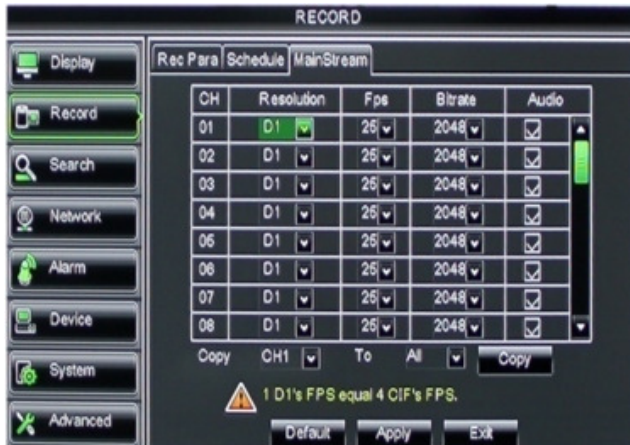 RECORD
Display
Record
Search
Network
Alarm
Device
System
Advanced
Rec Para Schedule MainStream
CH Resolution Fps Bitrate Audio
01 D1 25 2048
02 D1 25 2048
03 D1 25 2048
04 D1 25 2048
05 D1 25 2048
06 D1 25 2048
07 D1 25 2048
08 D1 25 2048
Copy CH1 To All Copy
1 D1's FPS equal 4 CIF's FPS.
Default Apply Exit